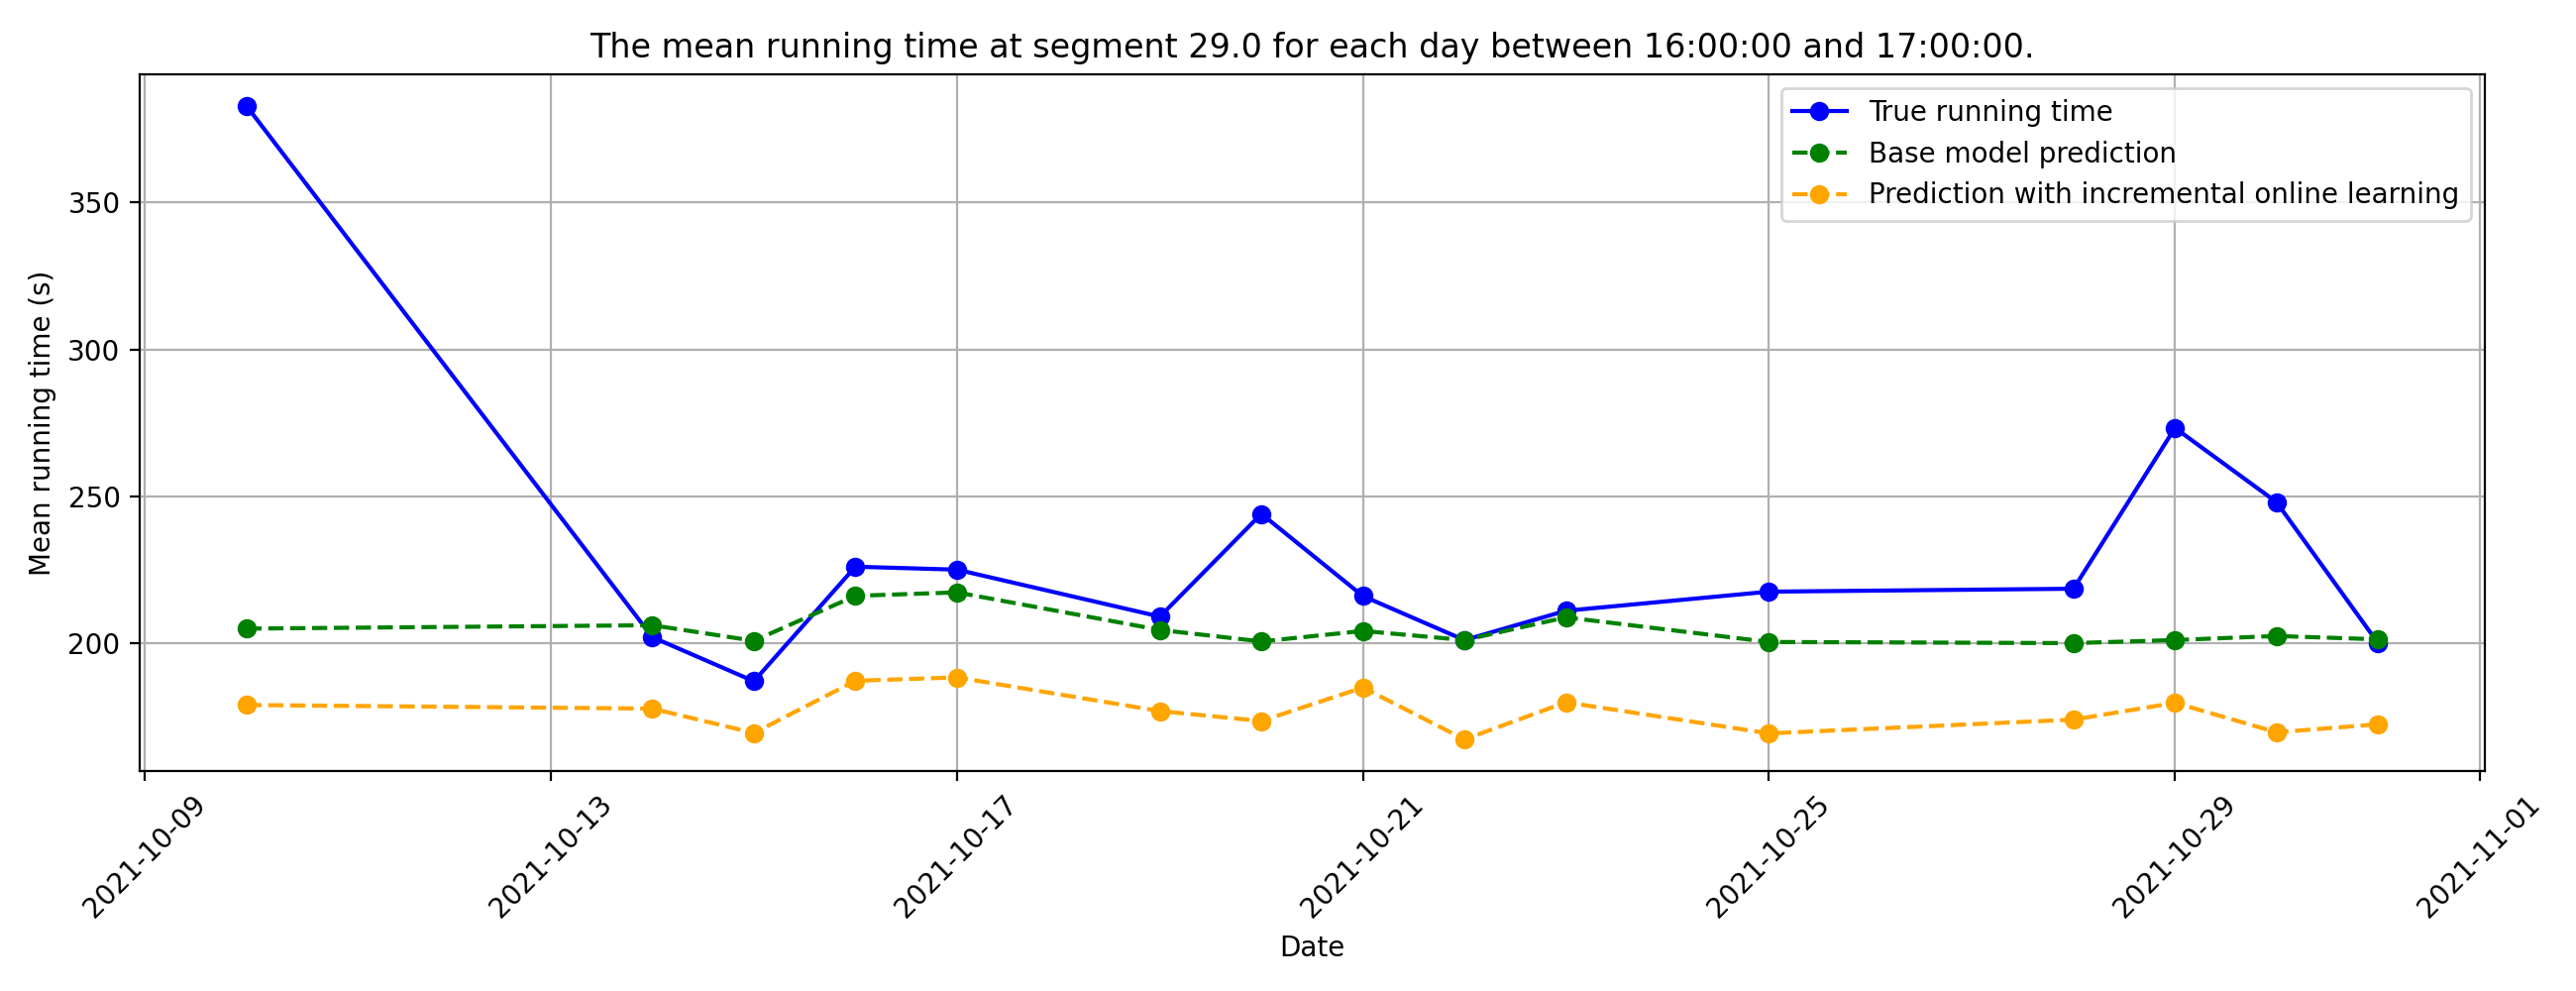 The mean running time at segment 29.0 for each day between 16:00:00 and 17:00:00.
True running time
Base model prediction
Prediction with incremental online learning
Mean running time (s)
350
300
250
200
2021-10-09
2021-10-13
2021-10-17
2021-10-21
2021-10-25
2021-10-29
2021-11-01
Date